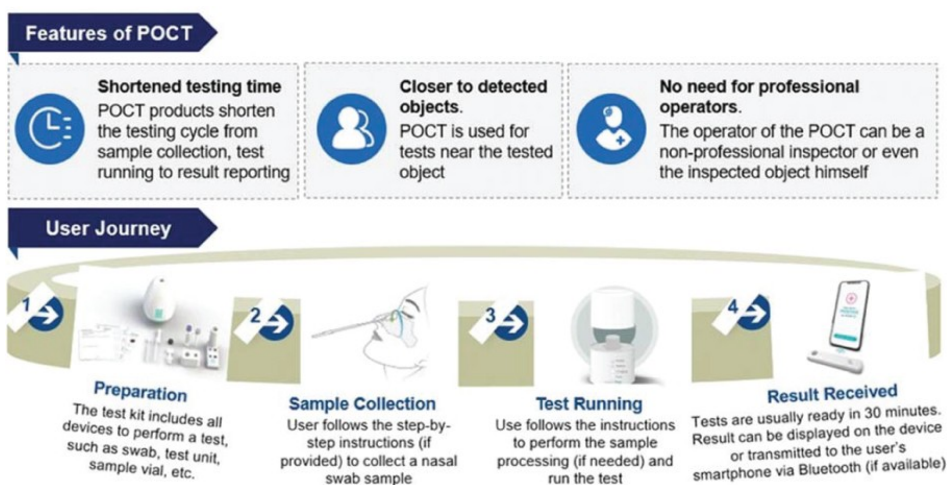 Features of POCT
Shortened testing time
POCT products shorten
the testing cycle from
sample collection, test
running to result reporting
Closer to detected
objects.
POCT is used for
tests near the tested
object
No need for professional
operators.
The operator of the POCT can be a
non-professional inspector or even
the inspected object himself
User Journey
1
Preparation
The test kit includes all
devices to perform a test,
such as swab, test unit,
sample vial, etc.
2
Sample Collection
User follows the step-by-
step instructions (if
provided) to collect a nasal
swab sample
3
Test Running
Use follows the instructions
to perform the sample
processing (if needed) and
run the test
4
Result Received
Tests are usually ready in 30 minutes.
Result can be displayed on the device
or transmitted to the user's
smartphone via Bluetooth (if available)